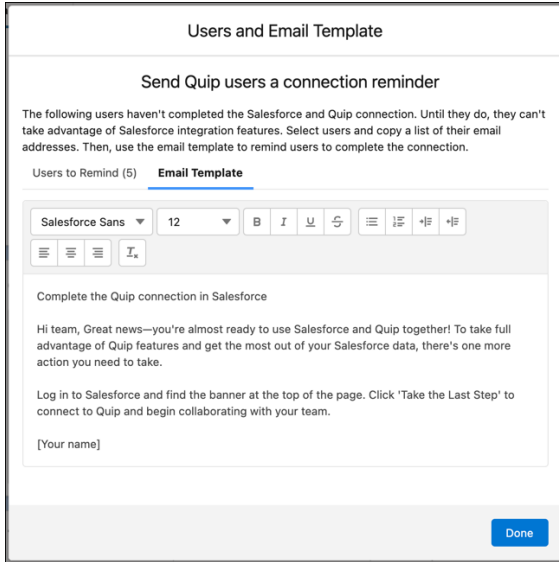 Users and Email Template
Send Quip users a connection reminder
The following users haven't completed the Salesforce and Quip connection. Until they do, they can't
take advantage of Salesforce integration features. Select users and copy a list of their email
addresses. Then, use the email template to remind users to complete the connection.
Users to Remind (5) Email Template
Salesforce Sans 12 B I U S
Complete the Quip connection in Salesforce
Hi team, Great news—you're almost ready to use Salesforce and Quip together! To take full
advantage of Quip features and get the most out of your Salesforce data, there's one more
action you need to take.
Log in to Salesforce and find the banner at the top of the page. Click 'Take the Last Step' to
connect to Quip and begin collaborating with your team.
[Your name]
Done